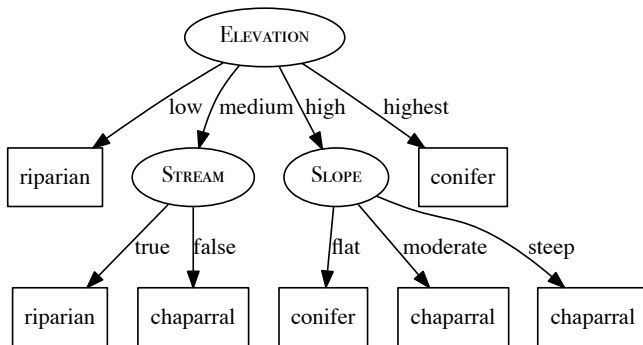 ELEVATION
low medium high highest
riparian STREAM SLOPE conifer
true false flat moderate steep
riparian chaparral conifer chaparral chaparral